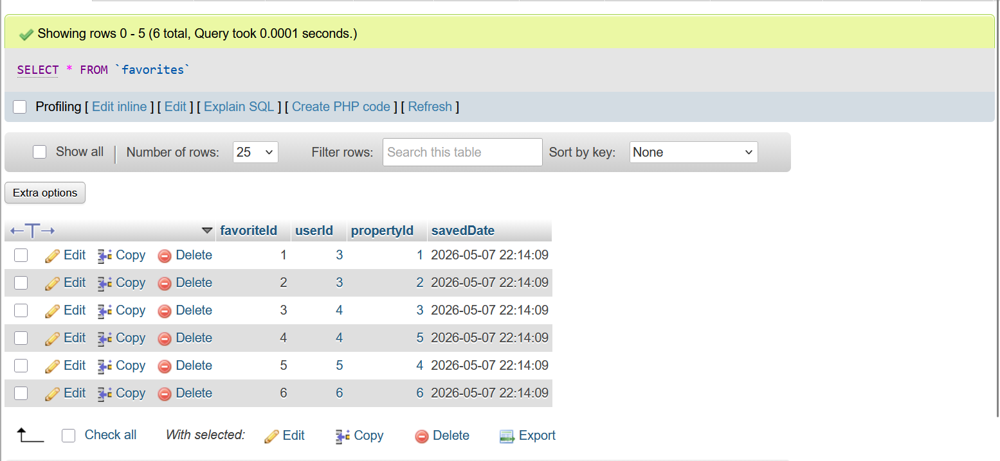 Showing rows 0 - 5 (6 total, Query took 0.0001 seconds.)
SELECT * FROM `favorites`
Profiling [ Edit inline ] [ Edit ] [ Explain SQL ] [ Create PHP code ] [ Refresh ]
Show all Number of rows: 25 Filter rows: Search this table Sort by key: None
Extra options
favoriteId userId propertyId savedDate
Edit Copy Delete 1 3 1 2026-05-07 22:14:09
Edit Copy Delete 2 3 2 2026-05-07 22:14:09
Edit Copy Delete 3 4 3 2026-05-07 22:14:09
Edit Copy Delete 4 4 5 2026-05-07 22:14:09
Edit Copy Delete 5 5 4 2026-05-07 22:14:09
Edit Copy Delete 6 6 6 2026-05-07 22:14:09
Check all With selected: Edit Copy Delete Export